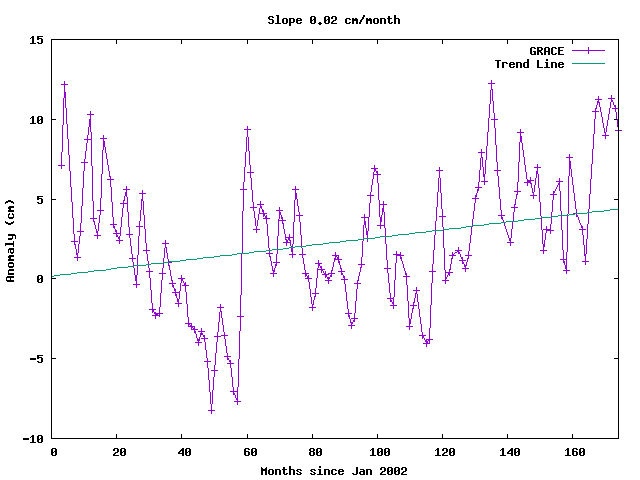 Slope 0.02 cm/month
GRACE
Trend Line
15
10
5
0
-5
-10
Anomaly (cm)
0 20 40 60 80 100 120 140 160
Months since Jan 2002